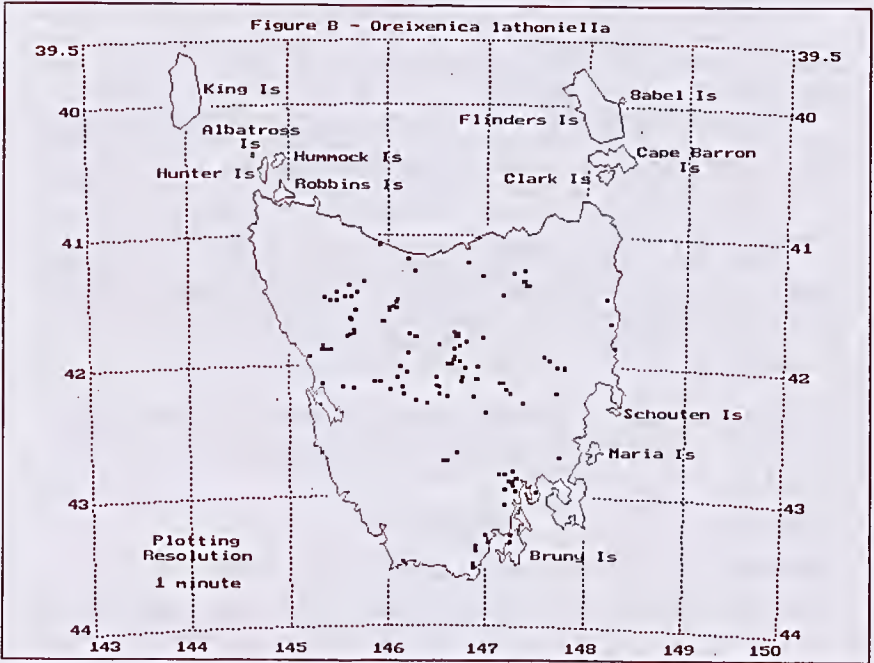 Figure B - Oreixenica lathoniella
39.5 39.5
King Is
Babel Is
40 40
Flinders Is
Albatross
Is
Hummock Is
Cape Barron
Is
Hunter Is
Robbins Is
Clark Is
41 41
42 42
Schouten Is
Maria Is
43 43
Plotting
Resolution
1 minute
Bruny Is
44 44
143 144 145 146 147 148 149 150